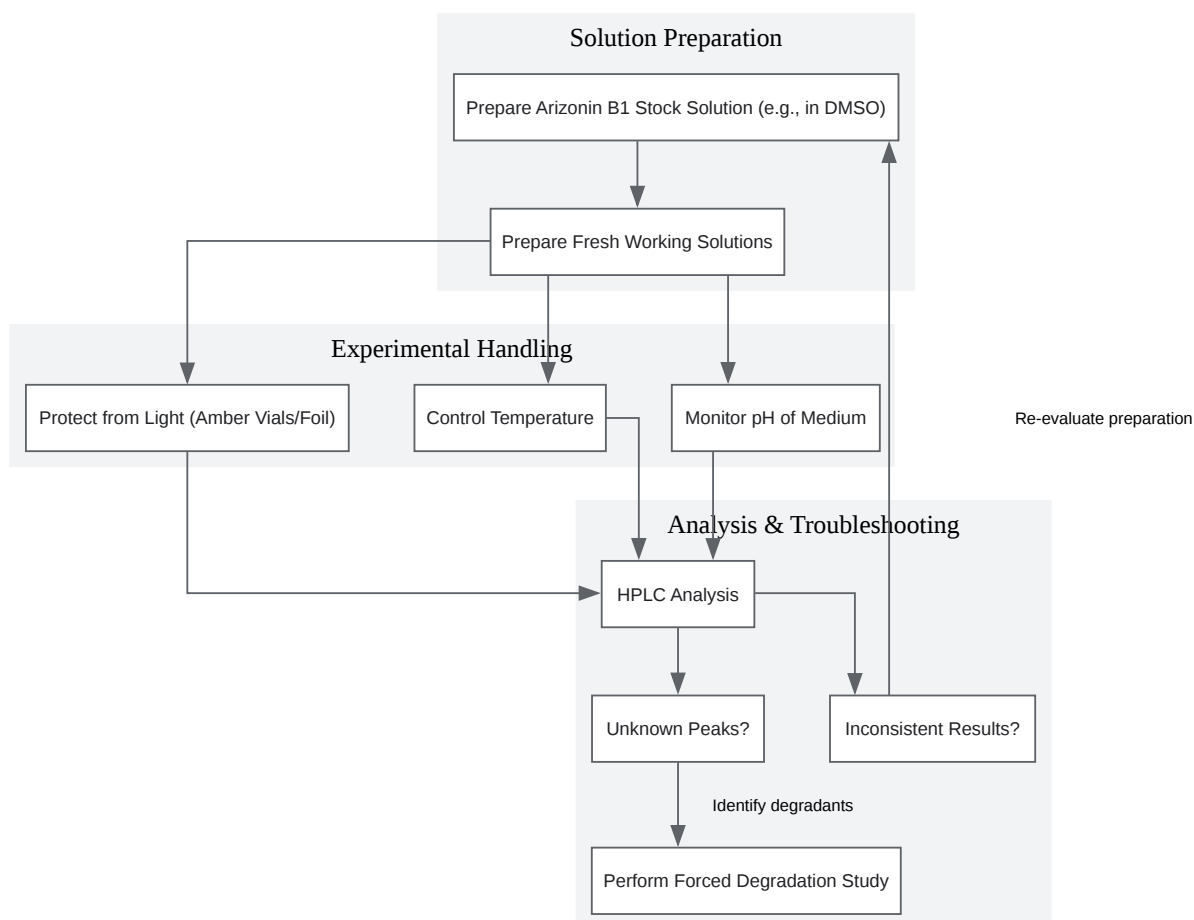 Solution Preparation
Prepare Arizonin B1 Stock Solution (e.g., in DMSO)
Prepare Fresh Working Solutions
Experimental Handling
Protect from Light (Amber Vials/Foil)
Control Temperature
Monitor pH of Medium
Re-evaluate preparation
Analysis & Troubleshooting
HPLC Analysis
Unknown Peaks?
Inconsistent Results?
Identify degradants
Perform Forced Degradation Study